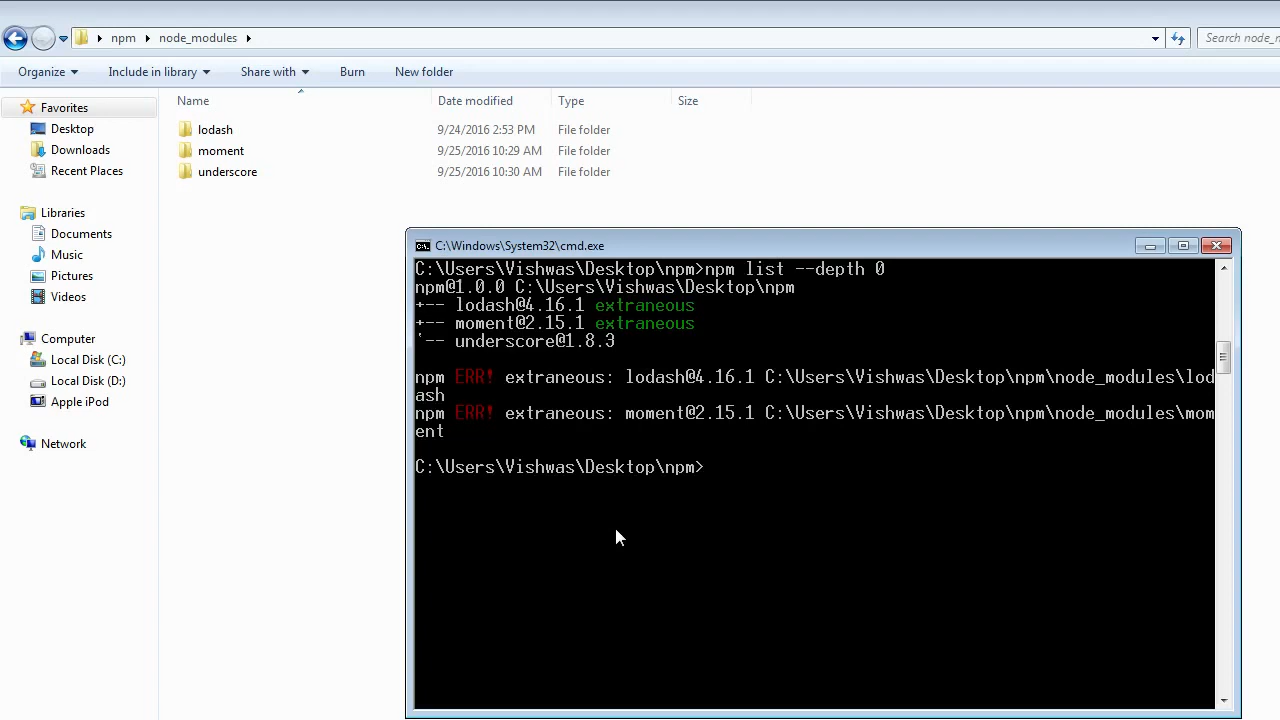 npm
node_modules
Search node_n
Organize
Include in library
Share with
Burn
New folder
Name
Date modified
Type
Size
Favorites
Desktop
Downloads
Recent Places
Libraries
Documents
Music
Pictures
Videos
Computer
Local Disk (C:)
Local Disk (D:)
Apple iPod
Network
lodash 9/24/2016 2:53 PM File folder
moment 9/25/2016 10:29 AM File folder
underscore 9/25/2016 10:30 AM File folder
C:\Windows\System32\cmd.exe
C:\Users\Vishwas\Desktop\npm>npm list --depth 0
npm@1.0.0 C:\Users\Vishwas\Desktop\npm
+-- lodash@4.16.1 extraneous
+-- moment@2.15.1 extraneous
`-- underscore@1.8.3
npm ERR! extraneous: lodash@4.16.1 C:\Users\Vishwas\Desktop\npm\node_modules\lod
ash
npm ERR! extraneous: moment@2.15.1 C:\Users\Vishwas\Desktop\npm\node_modules\mom
ent
C:\Users\Vishwas\Desktop\npm>